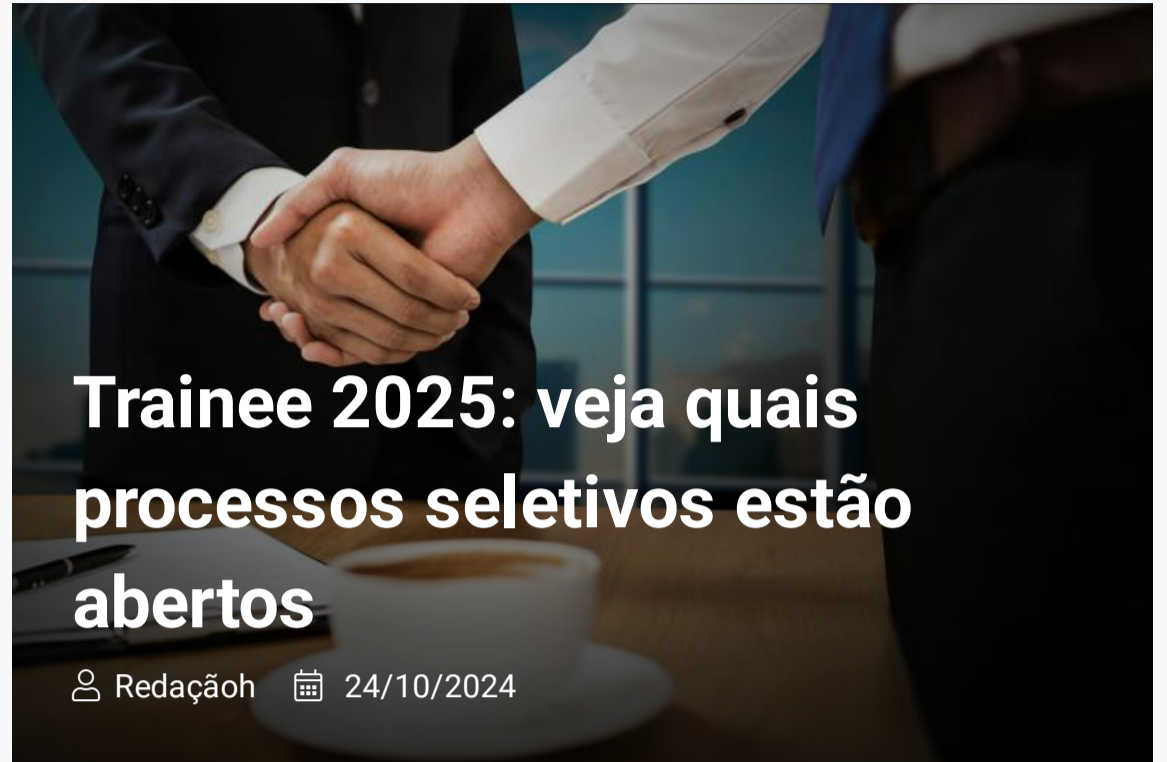 Trainee 2025: veja quais
processos seletivos estão
abertos
Redaçãoh 24/10/2024